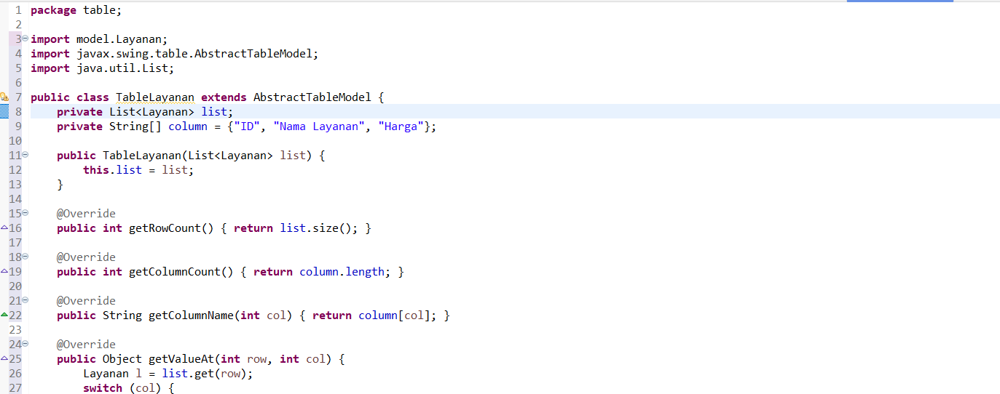 1 package table;
2
3 import model.Layanan;
4 import javax.swing.table.AbstractTableModel;
5 import java.util.List;
6
7 public class TableLayanan extends AbstractTableModel {
8     private List<Layanan> list;
9     private String[] column = {"ID", "Nama Layanan", "Harga"};
10
11     public TableLayanan(List<Layanan> list) {
12         this.list = list;
13     }
14
15     @Override
16     public int getRowCount() { return list.size(); }
17
18     @Override
19     public int getColumnCount() { return column.length; }
20
21     @Override
22     public String getColumnName(int col) { return column[col]; }
23
24     @Override
25     public Object getValueAt(int row, int col) {
26         Layanan l = list.get(row);
27         switch (col) {